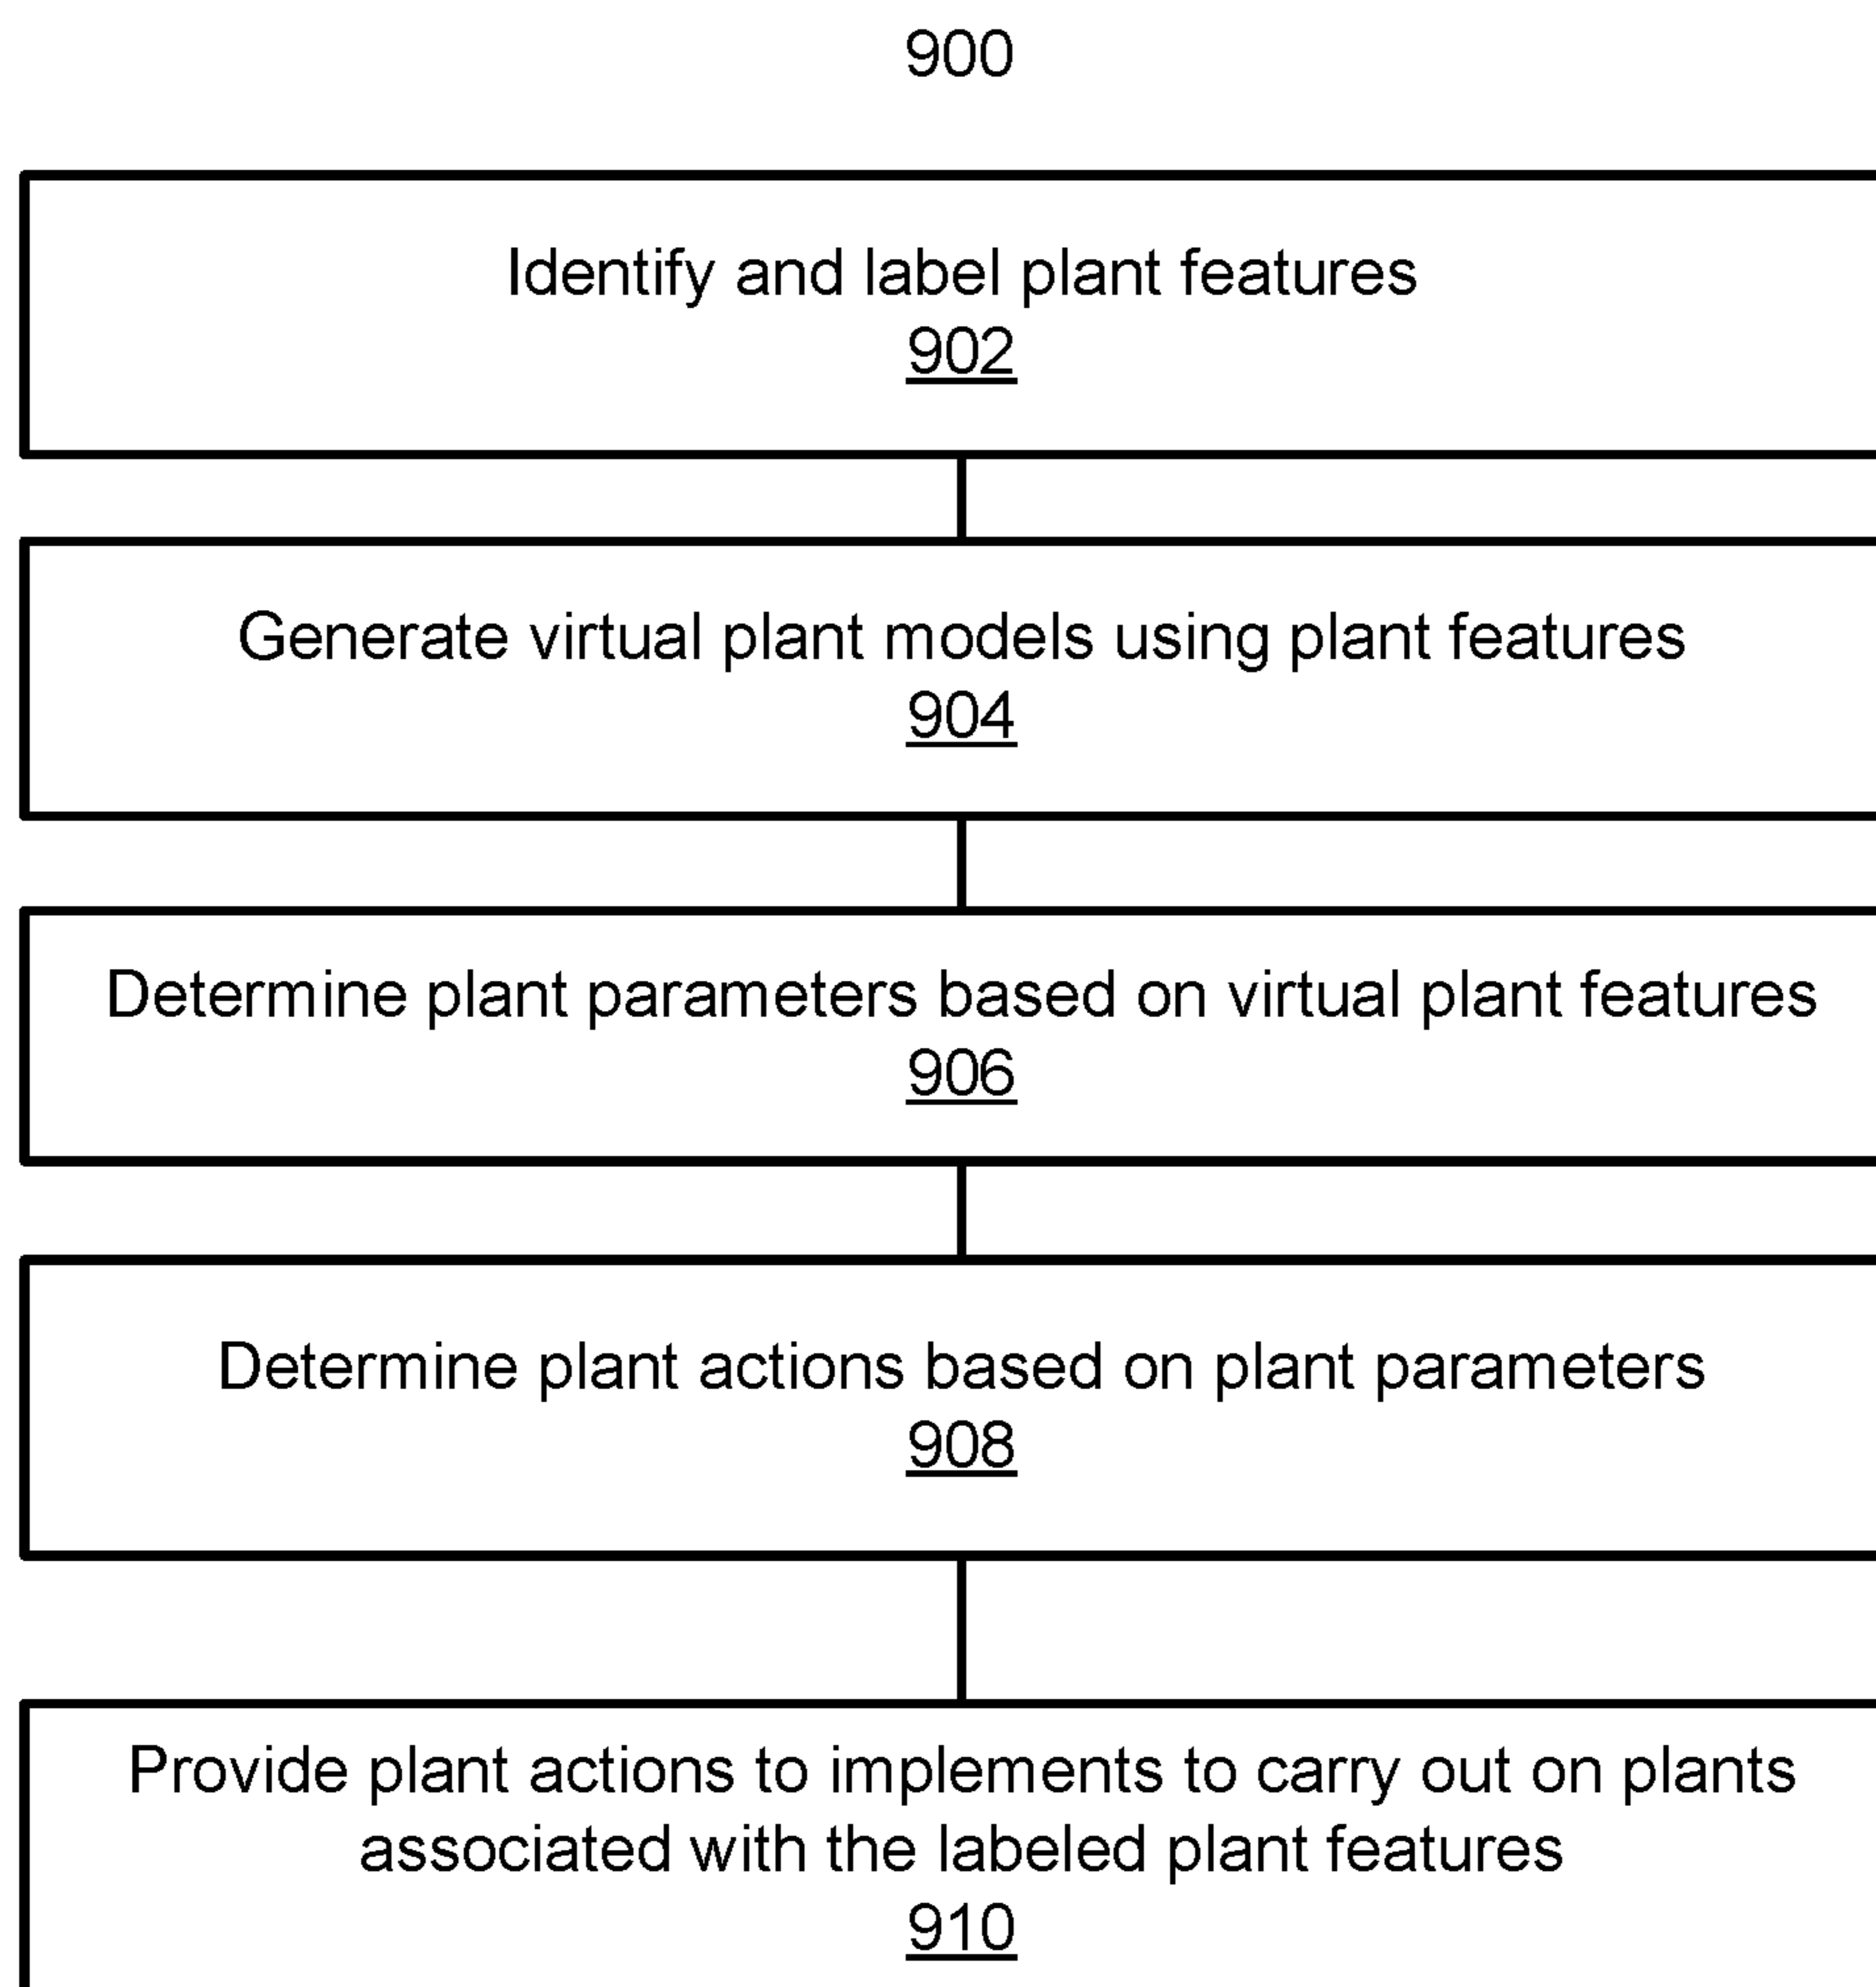 900
Identify and label plant features
902
Generate virtual plant models using plant features
904
Determine plant parameters based on virtual plant features
906
Determine plant actions based on plant parameters
908
Provide plant actions to implements to carry out on plants
associated with the labeled plant features
910